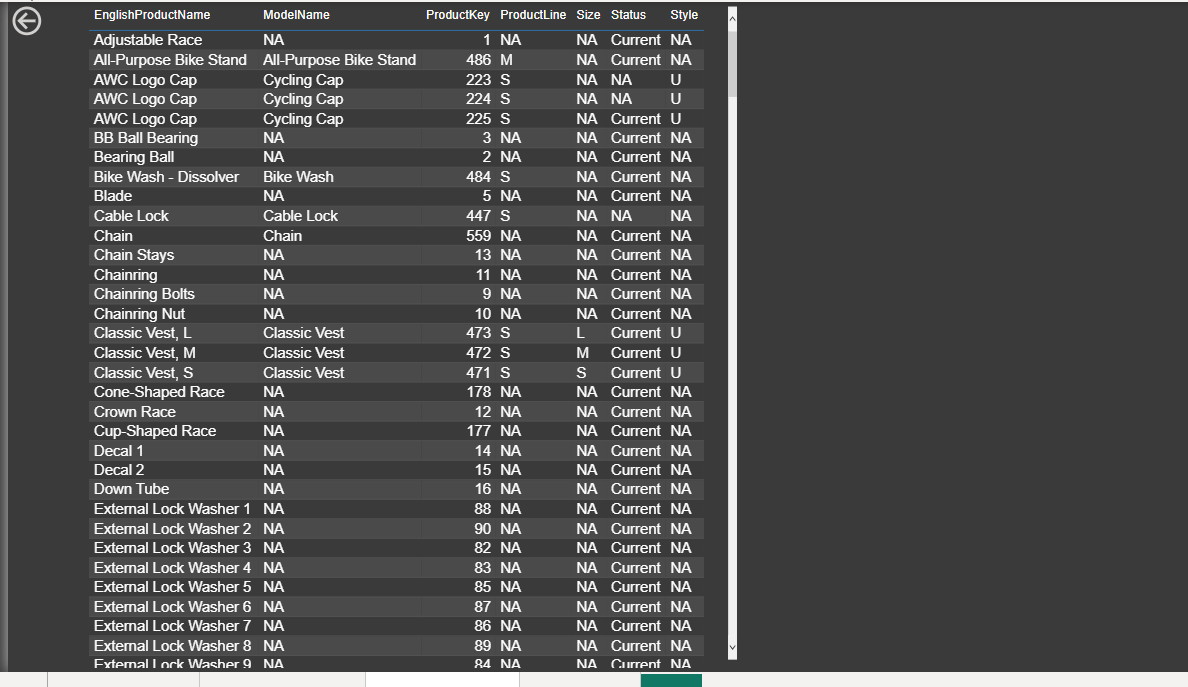 EnglishProductName ModelName ProductKey ProductLine Size Status Style
Adjustable Race NA 1 NA NA Current NA
All-Purpose Bike Stand All-Purpose Bike Stand 486 M NA Current NA
AWC Logo Cap Cycling Cap 223 S NA NA U
AWC Logo Cap Cycling Cap 224 S NA NA U
AWC Logo Cap Cycling Cap 225 S NA Current U
BB Ball Bearing NA 3 NA NA Current NA
Bearing Ball NA 2 NA NA Current NA
Bike Wash - Dissolver Bike Wash 484 S NA Current NA
Blade NA 5 NA NA Current NA
Cable Lock Cable Lock 447 S NA NA NA
Chain Chain 559 NA NA Current NA
Chain Stays NA 13 NA NA Current NA
Chainring NA 11 NA NA Current NA
Chainring Bolts NA 9 NA NA Current NA
Chainring Nut NA 10 NA NA Current NA
Classic Vest, L Classic Vest 473 S L Current U
Classic Vest, M Classic Vest 472 S M Current U
Classic Vest, S Classic Vest 471 S S Current U
Cone-Shaped Race NA 178 NA NA Current NA
Crown Race NA 12 NA NA Current NA
Cup-Shaped Race NA 177 NA NA Current NA
Decal 1 NA 14 NA NA Current NA
Decal 2 NA 15 NA NA Current NA
Down Tube NA 16 NA NA Current NA
External Lock Washer 1 NA 88 NA NA Current NA
External Lock Washer 2 NA 90 NA NA Current NA
External Lock Washer 3 NA 82 NA NA Current NA
External Lock Washer 4 NA 83 NA NA Current NA
External Lock Washer 5 NA 85 NA NA Current NA
External Lock Washer 6 NA 87 NA NA Current NA
External Lock Washer 7 NA 86 NA NA Current NA
External Lock Washer 8 NA 89 NA NA Current NA
External Lock Washer 9 NA 84 NA NA Current NA